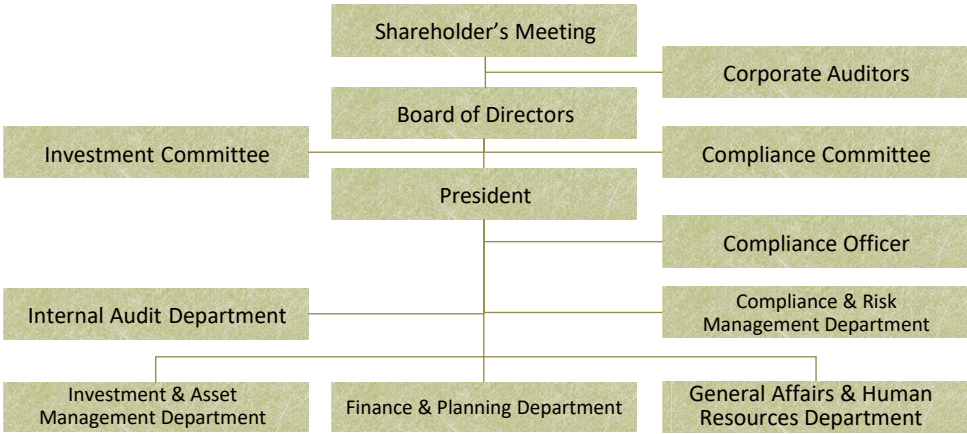 Shareholder's Meeting
Corporate Auditors
Board of Directors
Investment Committee
Compliance Committee
President
Compliance Officer
Internal Audit Department
Compliance & Risk
Management Department
Investment & Asset
Management Department
Finance & Planning Department
General Affairs & Human
Resources Department